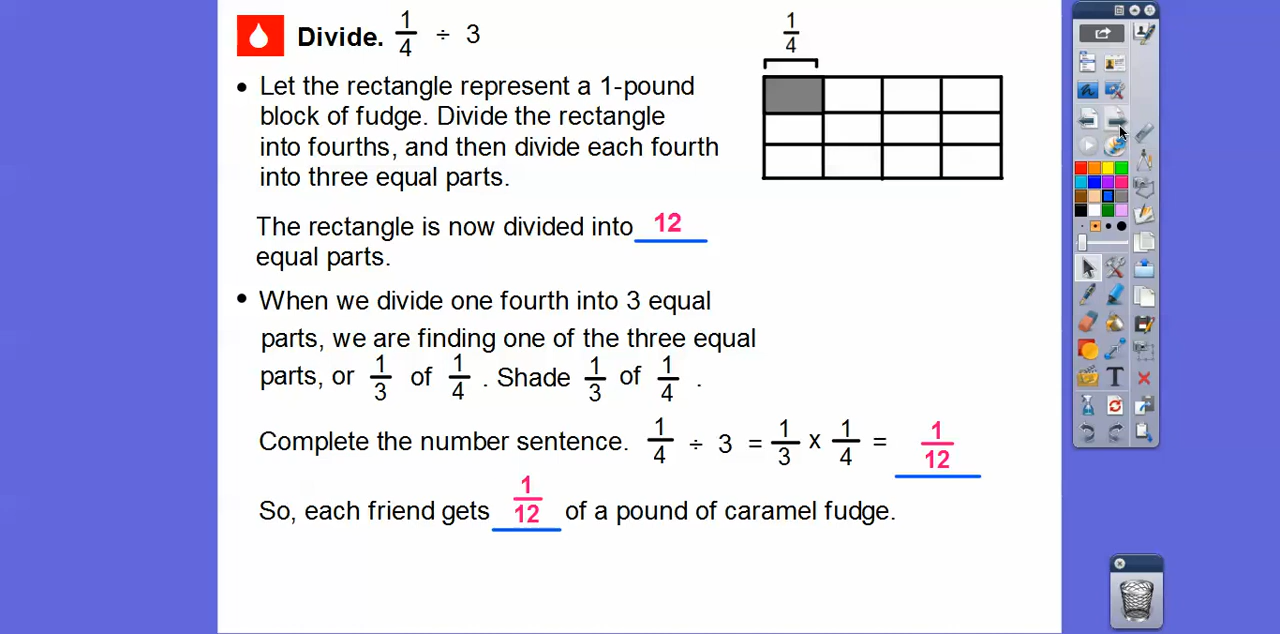 Divide. 1/4 ÷ 3
1/4
• Let the rectangle represent a 1-pound
block of fudge. Divide the rectangle
into fourths, and then divide each fourth
into three equal parts.
The rectangle is now divided into 12
equal parts.
• When we divide one fourth into 3 equal
parts, we are finding one of the three equal
parts, or 1/3 of 1/4 . Shade 1/3 of 1/4 .
Complete the number sentence. 1/4 ÷ 3 = 1/3 x 1/4 = 1/12
So, each friend gets 1/12 of a pound of caramel fudge.
T